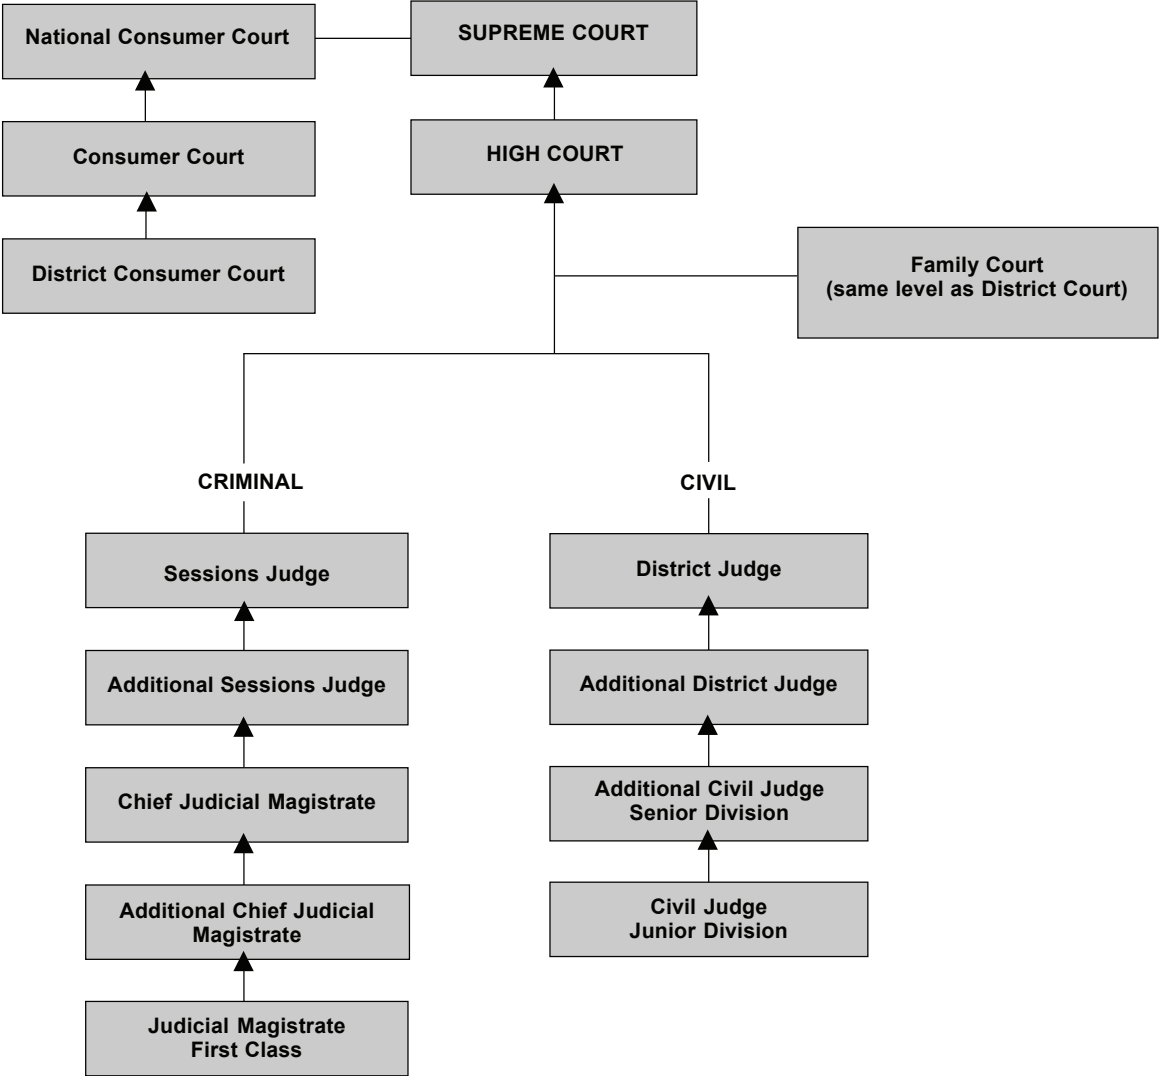 National Consumer Court
SUPREME COURT
Consumer Court
HIGH COURT
District Consumer Court
Family Court
(same level as District Court)
CRIMINAL
CIVIL
Sessions Judge
District Judge
Additional Sessions Judge
Additional District Judge
Chief Judicial Magistrate
Additional Civil Judge
Senior Division
Additional Chief Judicial
Magistrate
Civil Judge
Junior Division
Judicial Magistrate
First Class